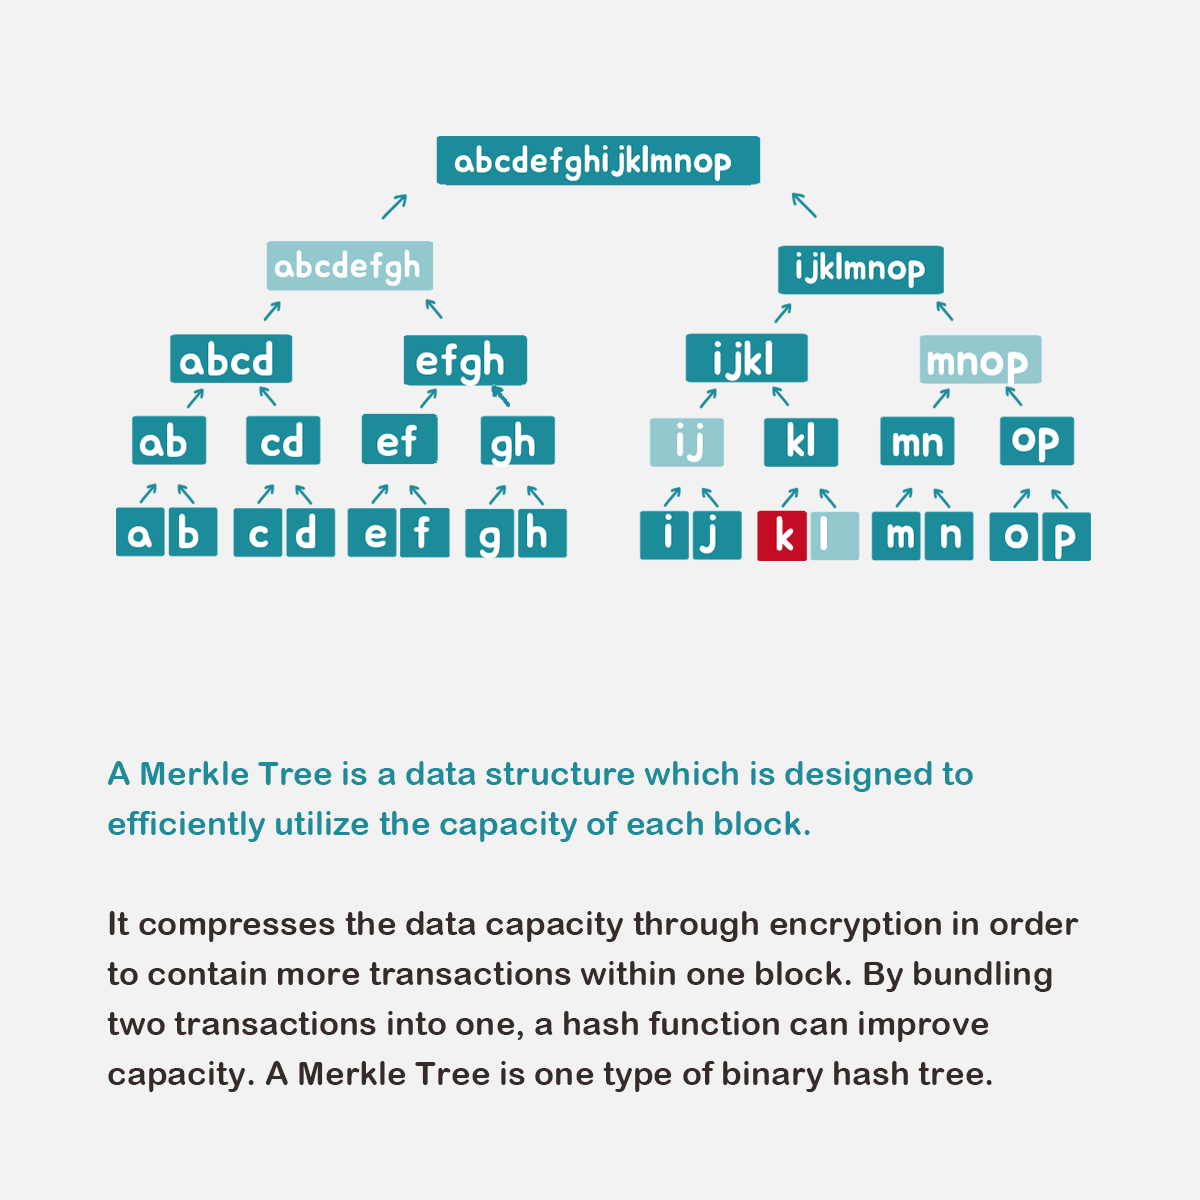 abcdefghijklmnop
abcdefgh ijklmnop
abcd efgh ijkl mnop
ab cd ef gh ij kl mn op
a b c d e f g h i j k l m n o p
A Merkle Tree is a data structure which is designed to
efficiently utilize the capacity of each block.
It compresses the data capacity through encryption in order
to contain more transactions within one block. By bundling
two transactions into one, a hash function can improve
capacity. A Merkle Tree is one type of binary hash tree.